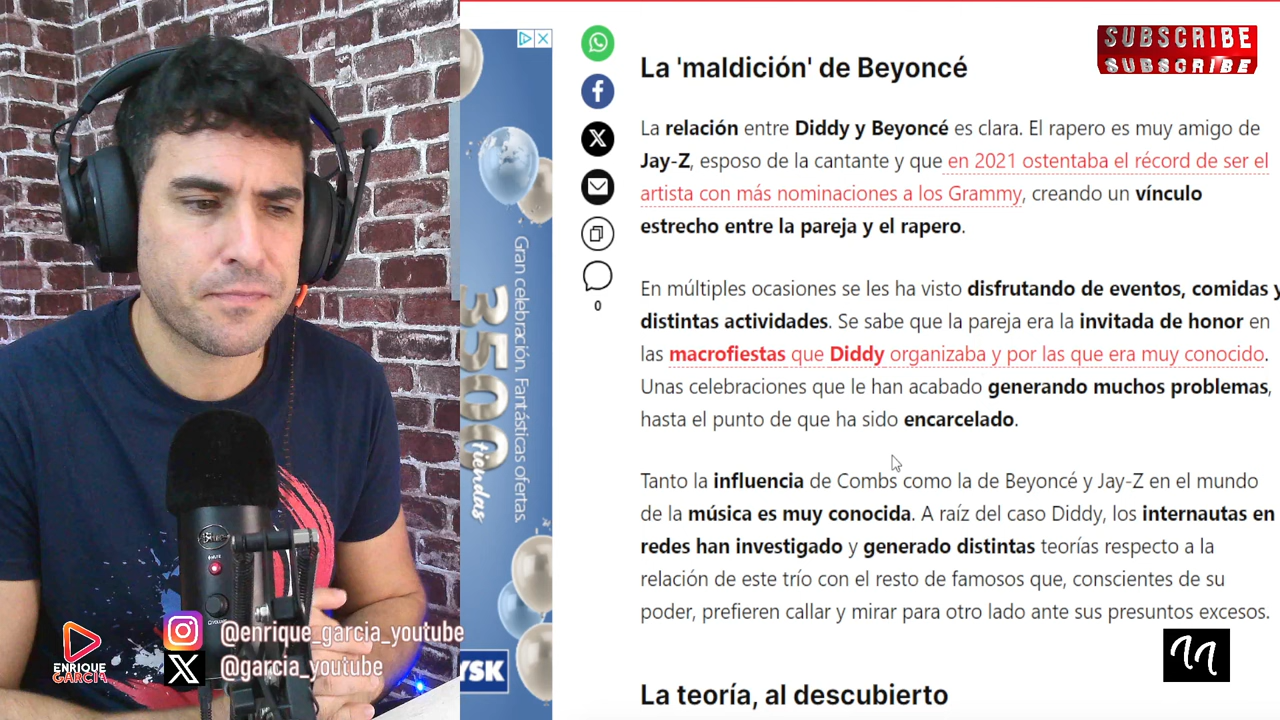 La 'maldición' de Beyoncé
SUBSCRIBE
SUBSCRIBE
La relación entre Diddy y Beyoncé es clara. El rapero es muy amigo de
Jay-Z, esposo de la cantante y que en 2021 ostentaba el récord de ser el
artista con más nominaciones a los Grammy, creando un vínculo
estrecho entre la pareja y el rapero.
0
En múltiples ocasiones se les ha visto disfrutando de eventos, comidas y
distintas actividades. Se sabe que la pareja era la invitada de honor en
las macrofiestas que Diddy organizaba y por las que era muy conocido.
Unas celebraciones que le han acabado generando muchos problemas,
hasta el punto de que ha sido encarcelado.
Tanto la influencia de Combs como la de Beyoncé y Jay-Z en el mundo
de la música es muy conocida. A raíz del caso Diddy, los internautas en
redes han investigado y generado distintas teorías respecto a la
relación de este trío con el resto de famosos que, conscientes de su
poder, prefieren callar y mirar para otro lado ante sus presuntos excesos.
La teoría, al descubierto
Gran celebración. Fantásticas ofertas.
3500
tiendas
YSK
@enrique_garcia_youtube
@garcia_youtube
ENRIQUE
GARCIA